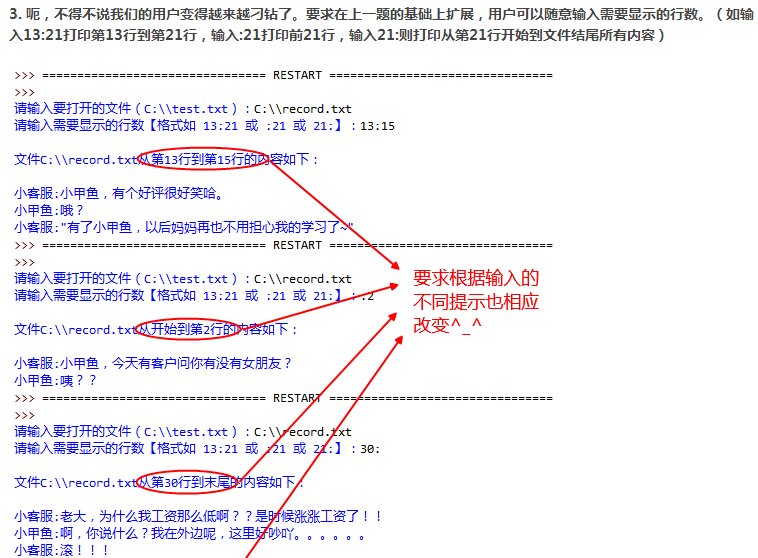 3. 呃，不得不说我们的用户变得越来越刁钻了。要求在上一题的基础上扩展，用户可以随意输入需要显示的行数。（如输
入13:21打印第13行到第21行，输入:21打印前21行，输入21:则打印从第21行开始到文件结尾所有内容）
>>> ================================ RESTART ================================
>>>
请输入要打开的文件（C:\\test.txt）：C:\\record.txt
请输入需要显示的行数【格式如 13:21 或 :21 或 21:】：13:15
文件C:\\record.txt从第13行到第15行的内容如下：
小客服:小甲鱼，有个好评很好笑哈。
小甲鱼:哦？
小客服:"有了小甲鱼，以后妈妈再也不用担心我的学习了~"
>>> ================================ RESTART ================================
>>>
请输入要打开的文件（C:\\test.txt）：C:\\record.txt
请输入需要显示的行数【格式如 13:21 或 :21 或 21:】：:2
文件C:\\record.txt从开始到第2行的内容如下：
小客服:小甲鱼，今天有客户问你有没有女朋友？
小甲鱼:咦？？
>>> ================================ RESTART ================================
>>>
请输入要打开的文件（C:\\test.txt）：C:\\record.txt
请输入需要显示的行数【格式如 13:21 或 :21 或 21:】：30:
文件C:\\record.txt从第30行到末尾的内容如下：
小客服:老大，为什么我工资那么低啊？？是时候涨涨工资了！！
小甲鱼:啊，你说什么？我在外边呢，这里好吵吖。。。。。。
小客服:滚！！！
要求根据输入的
不同提示也相应
改变^_^